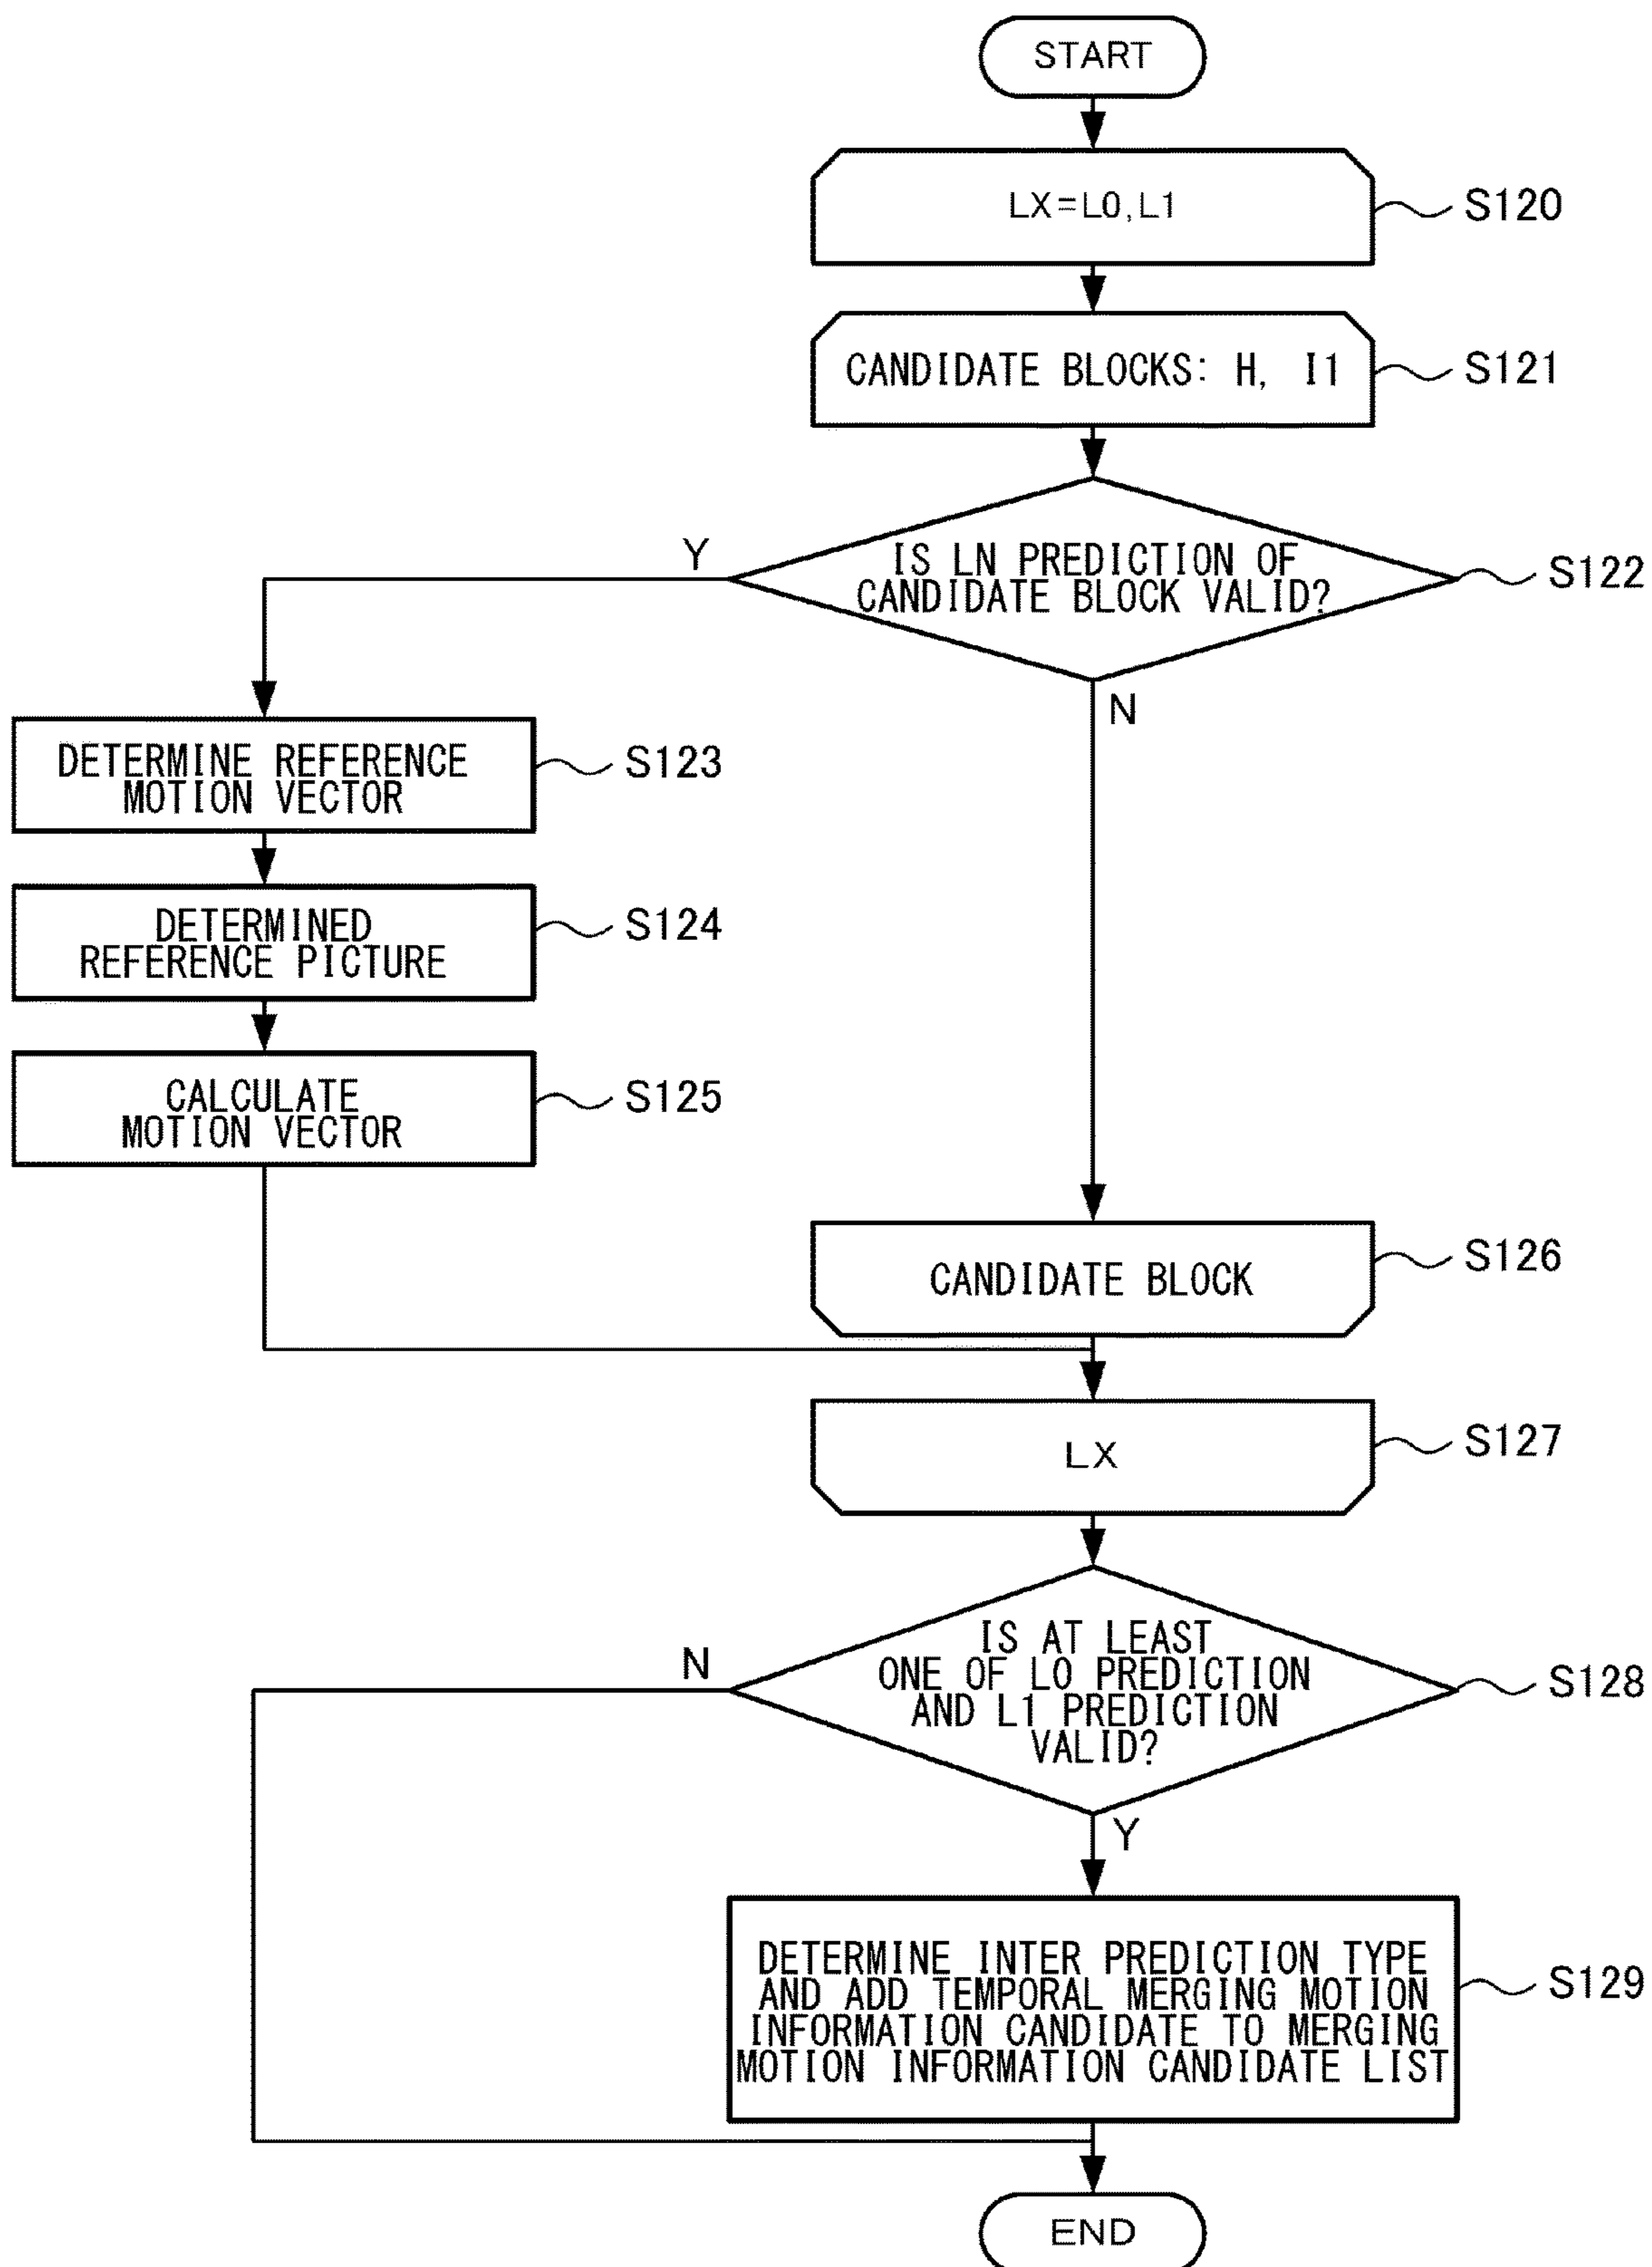 START
LX=L0,L1
S120
CANDIDATE BLOCKS: H, I1
S121
Y
IS LN PREDICTION OF
CANDIDATE BLOCK VALID?
S122
N
DETERMINE REFERENCE
MOTION VECTOR
S123
DETERMINED
REFERENCE PICTURE
S124
CALCULATE
MOTION VECTOR
S125
CANDIDATE BLOCK
S126
LX
S127
N
IS AT LEAST
ONE OF L0 PREDICTION
AND L1 PREDICTION
VALID?
S128
Y
DETERMINE INTER PREDICTION TYPE
AND ADD TEMPORAL MERGING MOTION
INFORMATION CANDIDATE TO MERGING
MOTION INFORMATION CANDIDATE LIST
S129
END